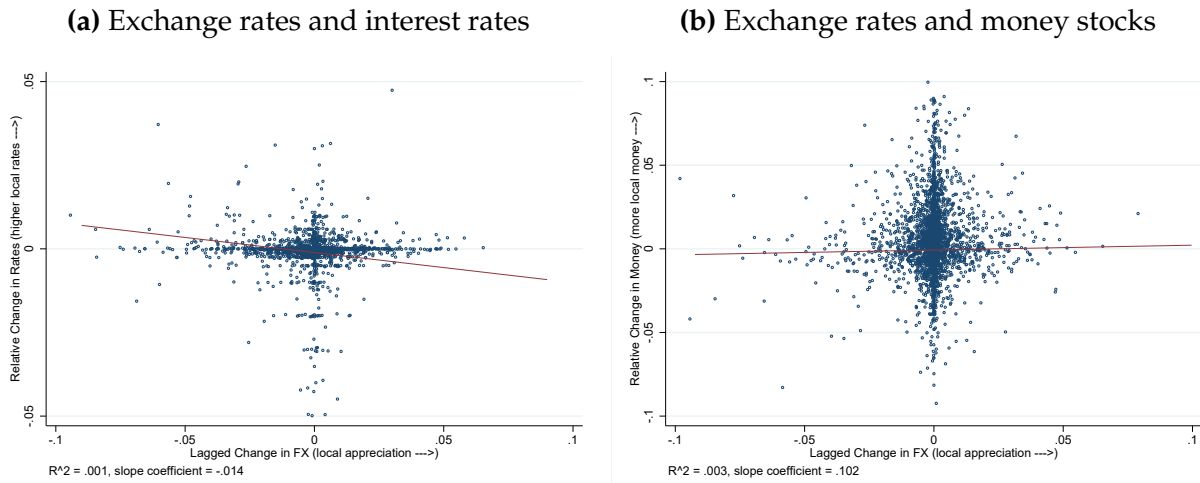 (a) Exchange rates and interest rates
Relative Change in Rates (higher local rates --->)
.05
0
-.05
-.1
-.05
0
.05
.1
Lagged Change in FX (local appreciation --->)
R^2 = .001, slope coefficient = -.014
(b) Exchange rates and money stocks
Relative Change in Money (more local money --->)
.1
.05
0
-.05
-.1
-.1
-.05
0
.05
.1
Lagged Change in FX (local appreciation --->)
R^2 = .003, slope coefficient = .102